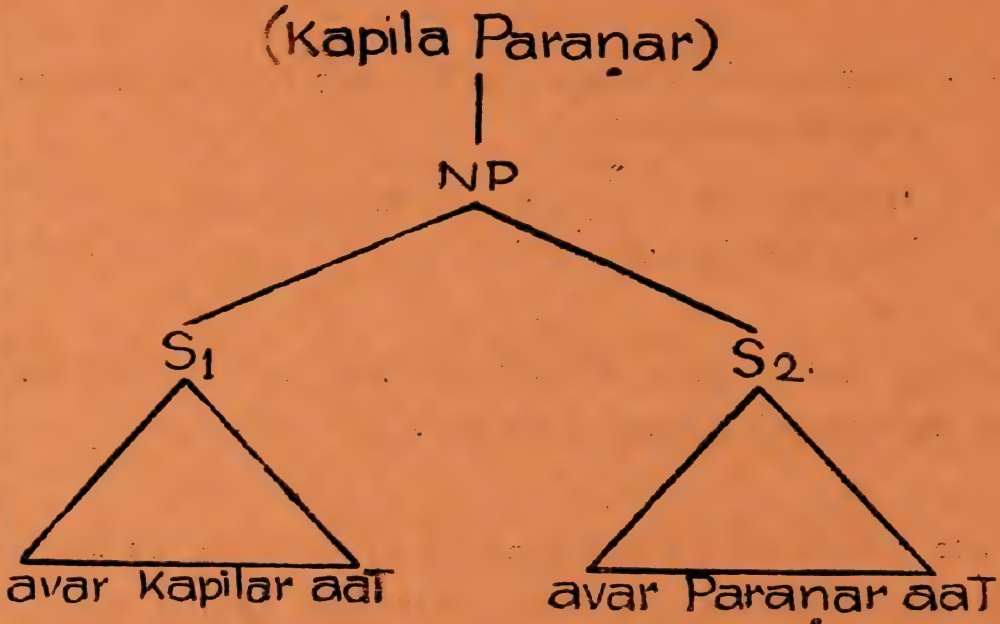 (Kapila Paraṇar)
NP
S1 S2.
avar Kapilar aaT avar Paraṇar aaT